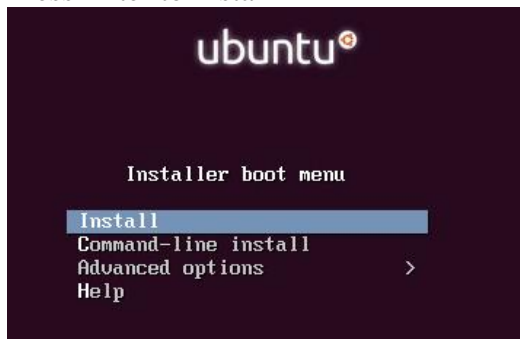 ubuntu
Installer boot menu
Install
Command-line install
Advanced options >
Help